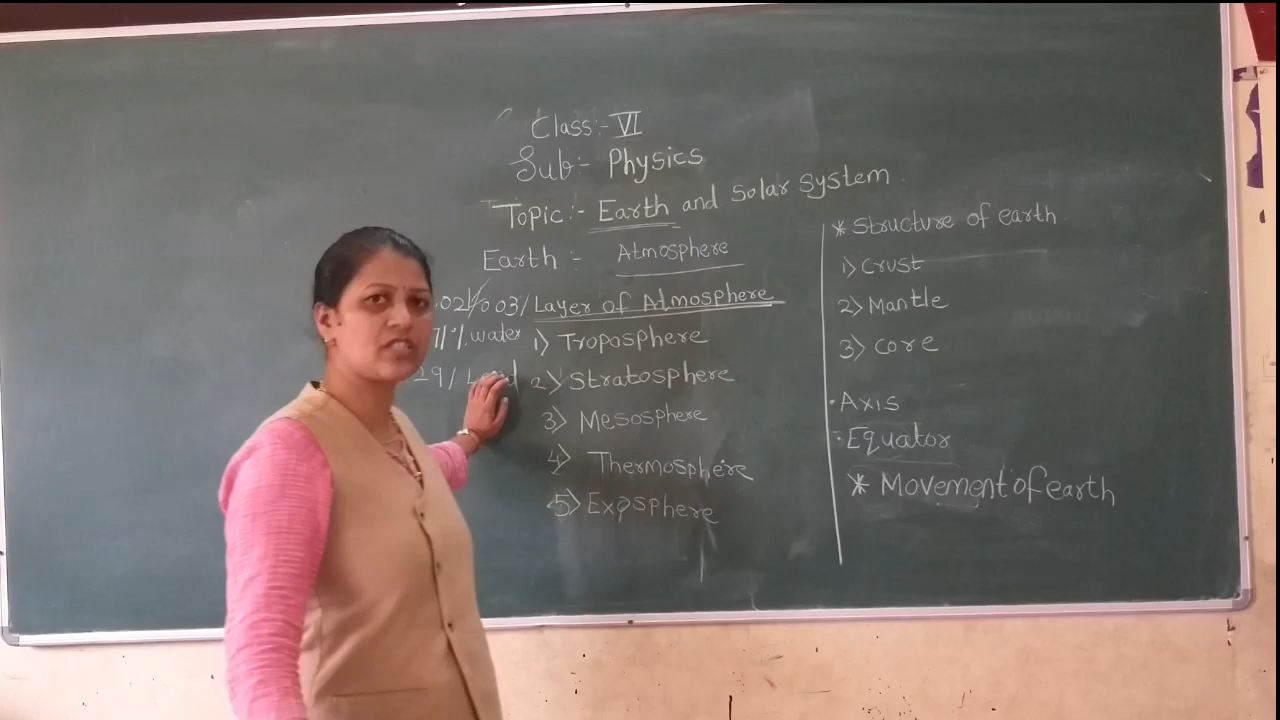 Class:- VI
Sub:- Physics
Topic:- Earth and Solar System
Earth :- Atmosphere
Layer of Atmosphere
water
1) Troposphere
29/
2) Stratosphere
3) Mesosphere
4) Thermosphere
5) Exosphere
* Structure of earth
1) Crust
2) Mantle
3) Core
. Axis
: Equator
* Movement of earth